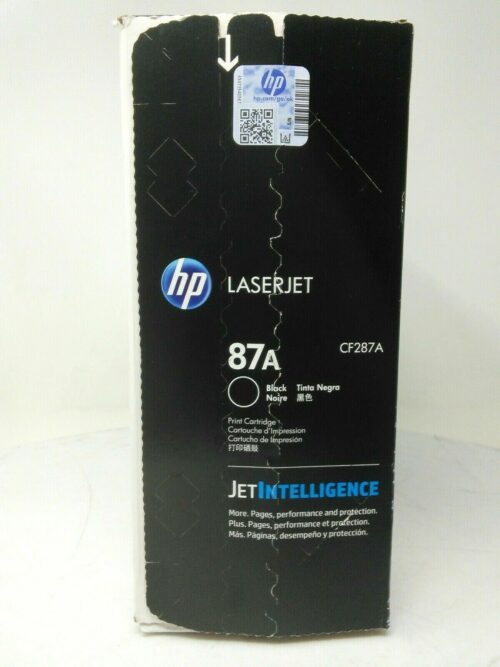 hp
hp.com/go/ok
hp LASERJET
87A CF287A
Black Tinta Negra
Noire 黑色
Print Cartridge
Cartouche d'Impression
Cartucho de Impresión
打印硒鼓
JETINTELLIGENCE
More. Pages, performance and protection.
Plus. Pages, performance et protection.
Más. Páginas, desempeño y protección.